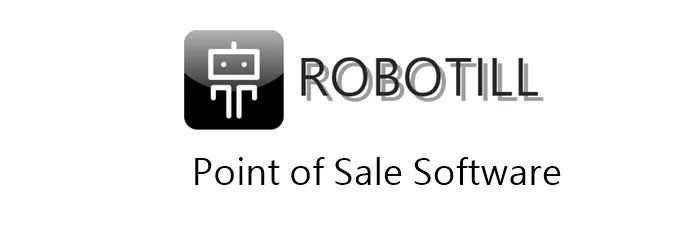 ROBOTILL
Point of Sale Software